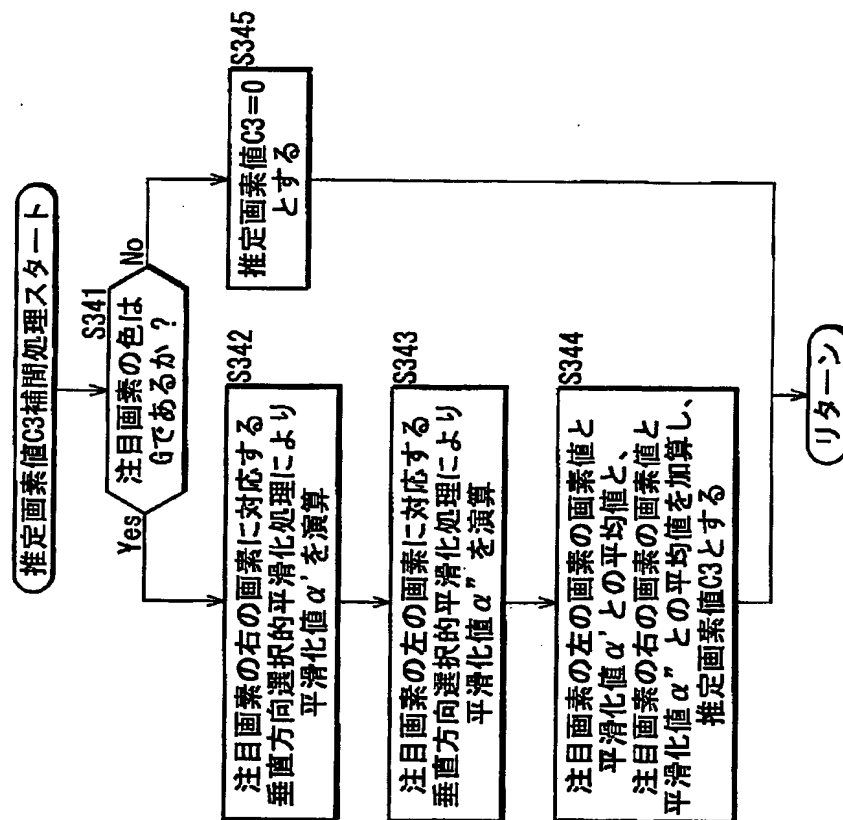 推定画素値C3補間処理スタート
S341
注目画素の色は
Gであるか?
Yes
No
S342
注目画素の右の画素に対応する
垂直方向選択的平滑化処理により
平滑化値α'を演算
S343
注目画素の左の画素に対応する
垂直方向選択的平滑化処理により
平滑化値α"を演算
S344
注目画素の左の画素の画素値と
平滑化値α'との平均値と、
注目画素の右の画素の画素値と
平滑化値α"との平均値を加算し、
推定画素値C3とする
S345
推定画素値C3=0
とする
リターン